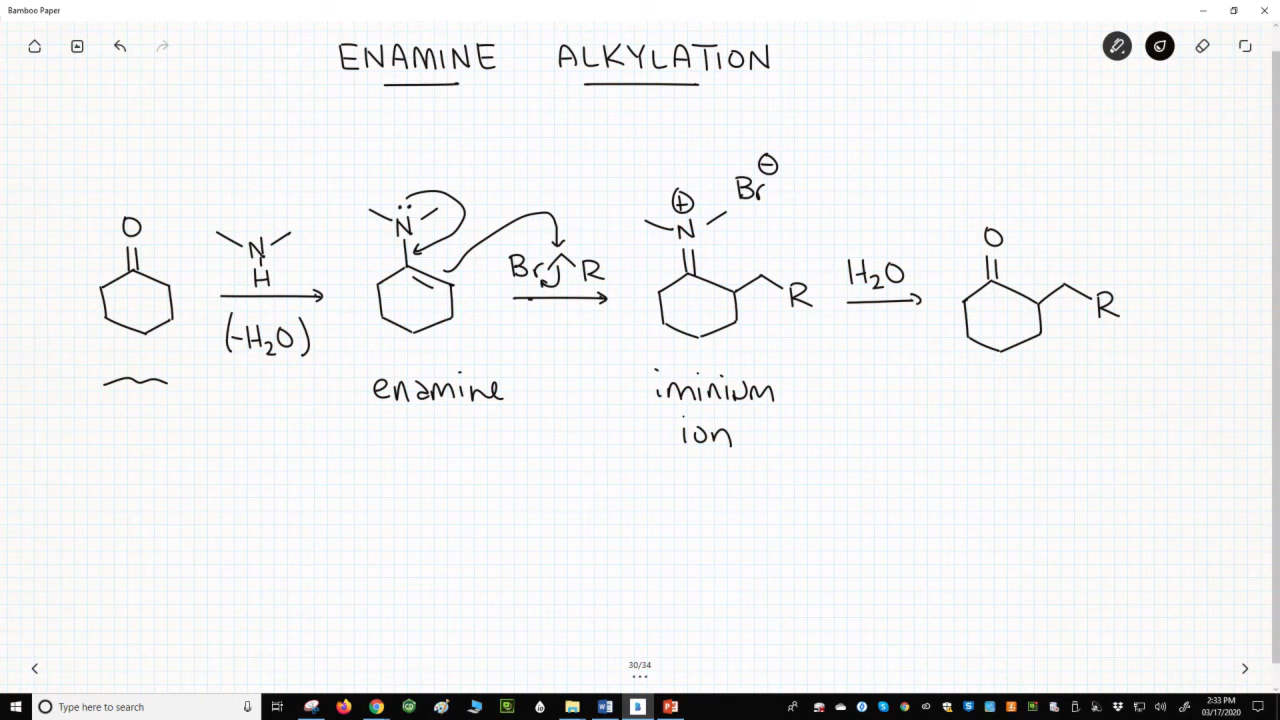 Bamboo Paper
ENAMINE ALKYLATION
Br ⊖
⊕
O
N
H
(-H₂O)
N
Br R
N
R
H₂O
O
R
enamine
iminium
ion
30/34
Type here to search
2:33 PM
03/17/2020